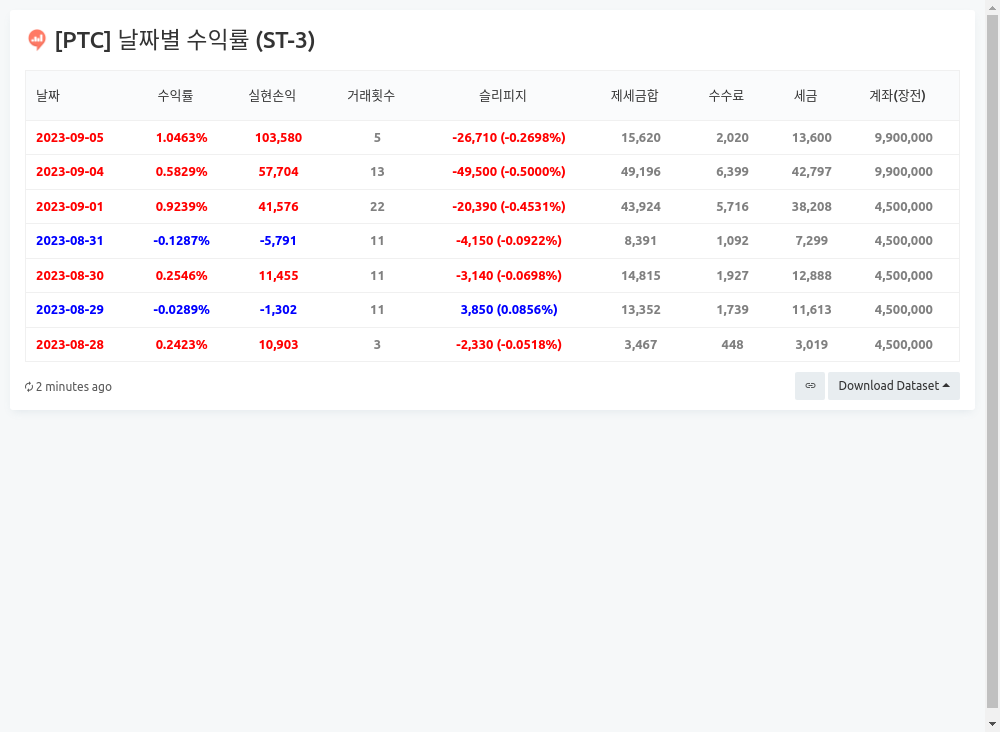 [PTC] 날짜별 수익률 (ST-3)
날짜 수익률 실현손익 거래횟수 슬리피지 제세금합 수수료 세금 계좌(장전)
2023-09-05 1.0463% 103,580 5 -26,710 (-0.2698%) 15,620 2,020 13,600 9,900,000
2023-09-04 0.5829% 57,704 13 -49,500 (-0.5000%) 49,196 6,399 42,797 9,900,000
2023-09-01 0.9239% 41,576 22 -20,390 (-0.4531%) 43,924 5,716 38,208 4,500,000
2023-08-31 -0.1287% -5,791 11 -4,150 (-0.0922%) 8,391 1,092 7,299 4,500,000
2023-08-30 0.2546% 11,455 11 -3,140 (-0.0698%) 14,815 1,927 12,888 4,500,000
2023-08-29 -0.0289% -1,302 11 3,850 (0.0856%) 13,352 1,739 11,613 4,500,000
2023-08-28 0.2423% 10,903 3 -2,330 (-0.0518%) 3,467 448 3,019 4,500,000
2 minutes ago Download Dataset